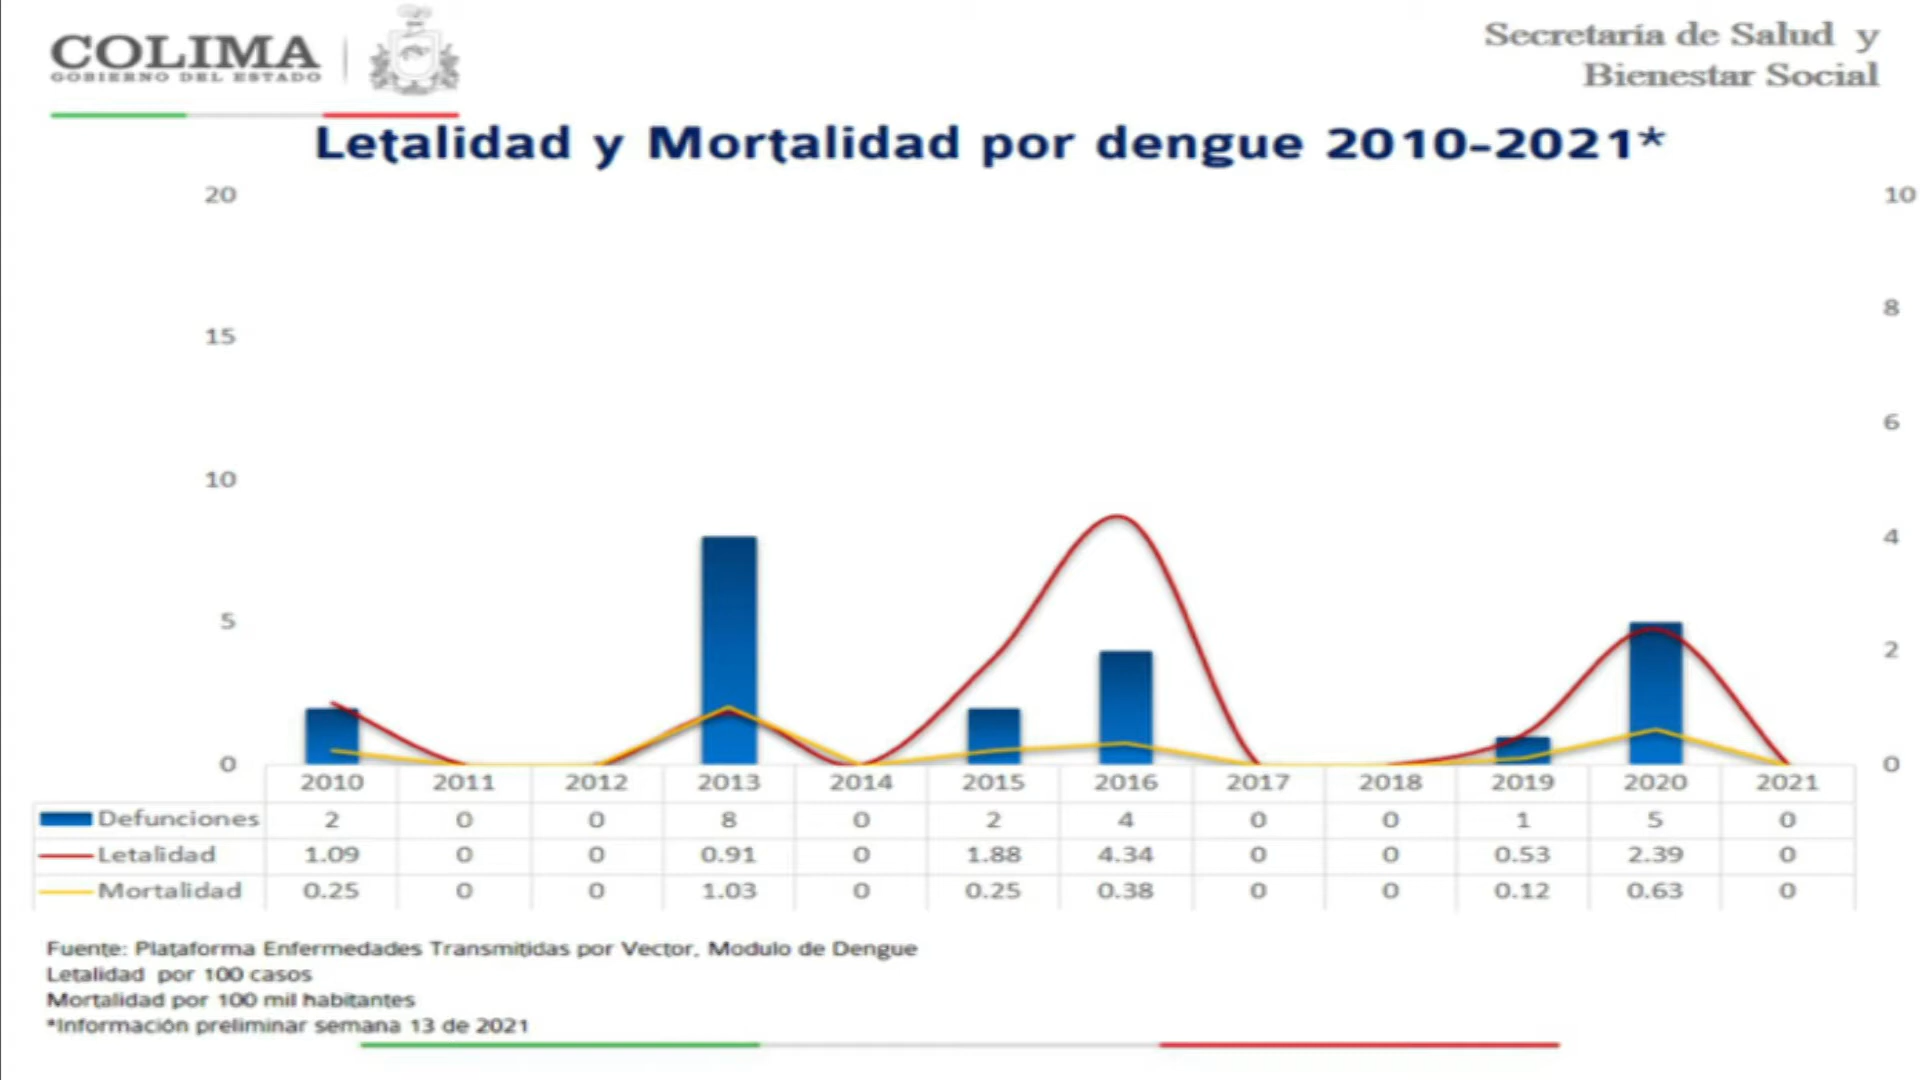 COLIMA
GOBIERNO DEL ESTADO
Secretaría de Salud y
Bienestar Social
Letalidad y Mortalidad por dengue 2010-2021*
20 10
15 8
10 6
5 4
0 2
0
2010 2011 2012 2013 2014 2015 2016 2017 2018 2019 2020 2021
Defunciones 2 0 0 8 0 2 4 0 0 1 5 0
Letalidad 1.09 0 0 0.91 0 1.88 4.34 0 0 0.53 2.39 0
Mortalidad 0.25 0 0 1.03 0 0.25 0.38 0 0 0.12 0.63 0
Fuente: Plataforma Enfermedades Transmitidas por Vector, Modulo de Dengue
Letalidad por 100 casos
Mortalidad por 100 mil habitantes
*Información preliminar semana 13 de 2021